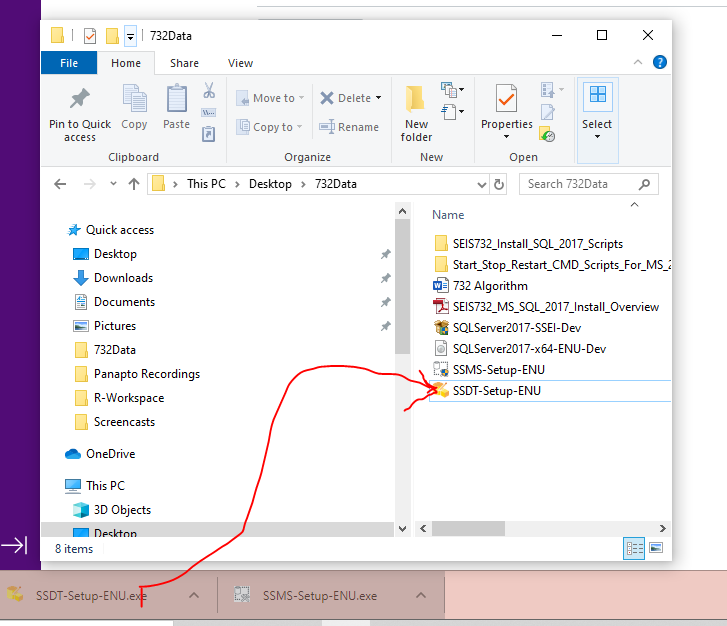 732Data
File Home Share View
Pin to Quick access
Copy
Paste
Clipboard
Move to
Copy to
Delete
Rename
Organize
New folder
New
Properties
Open
Select
This PC > Desktop > 732Data
Search 732Data
Quick access
Desktop
Downloads
Documents
Pictures
732Data
Panapto Recordings
R-Workspace
Screencasts
OneDrive
This PC
3D Objects
Desktop
Name
SEIS732_Install_SQL_2017_Scripts
Start_Stop_Restart_CMD_Scripts_For_MS_2
732 Algorithm
SEIS732_MS_SQL_2017_Install_Overview
SQLServer2017-SSEI-Dev
SQLServer2017-x64-ENU-Dev
SSMS-Setup-ENU
SSDT-Setup-ENU
8 items
SSDT-Setup-ENU.exe
SSMS-Setup-ENU.exe